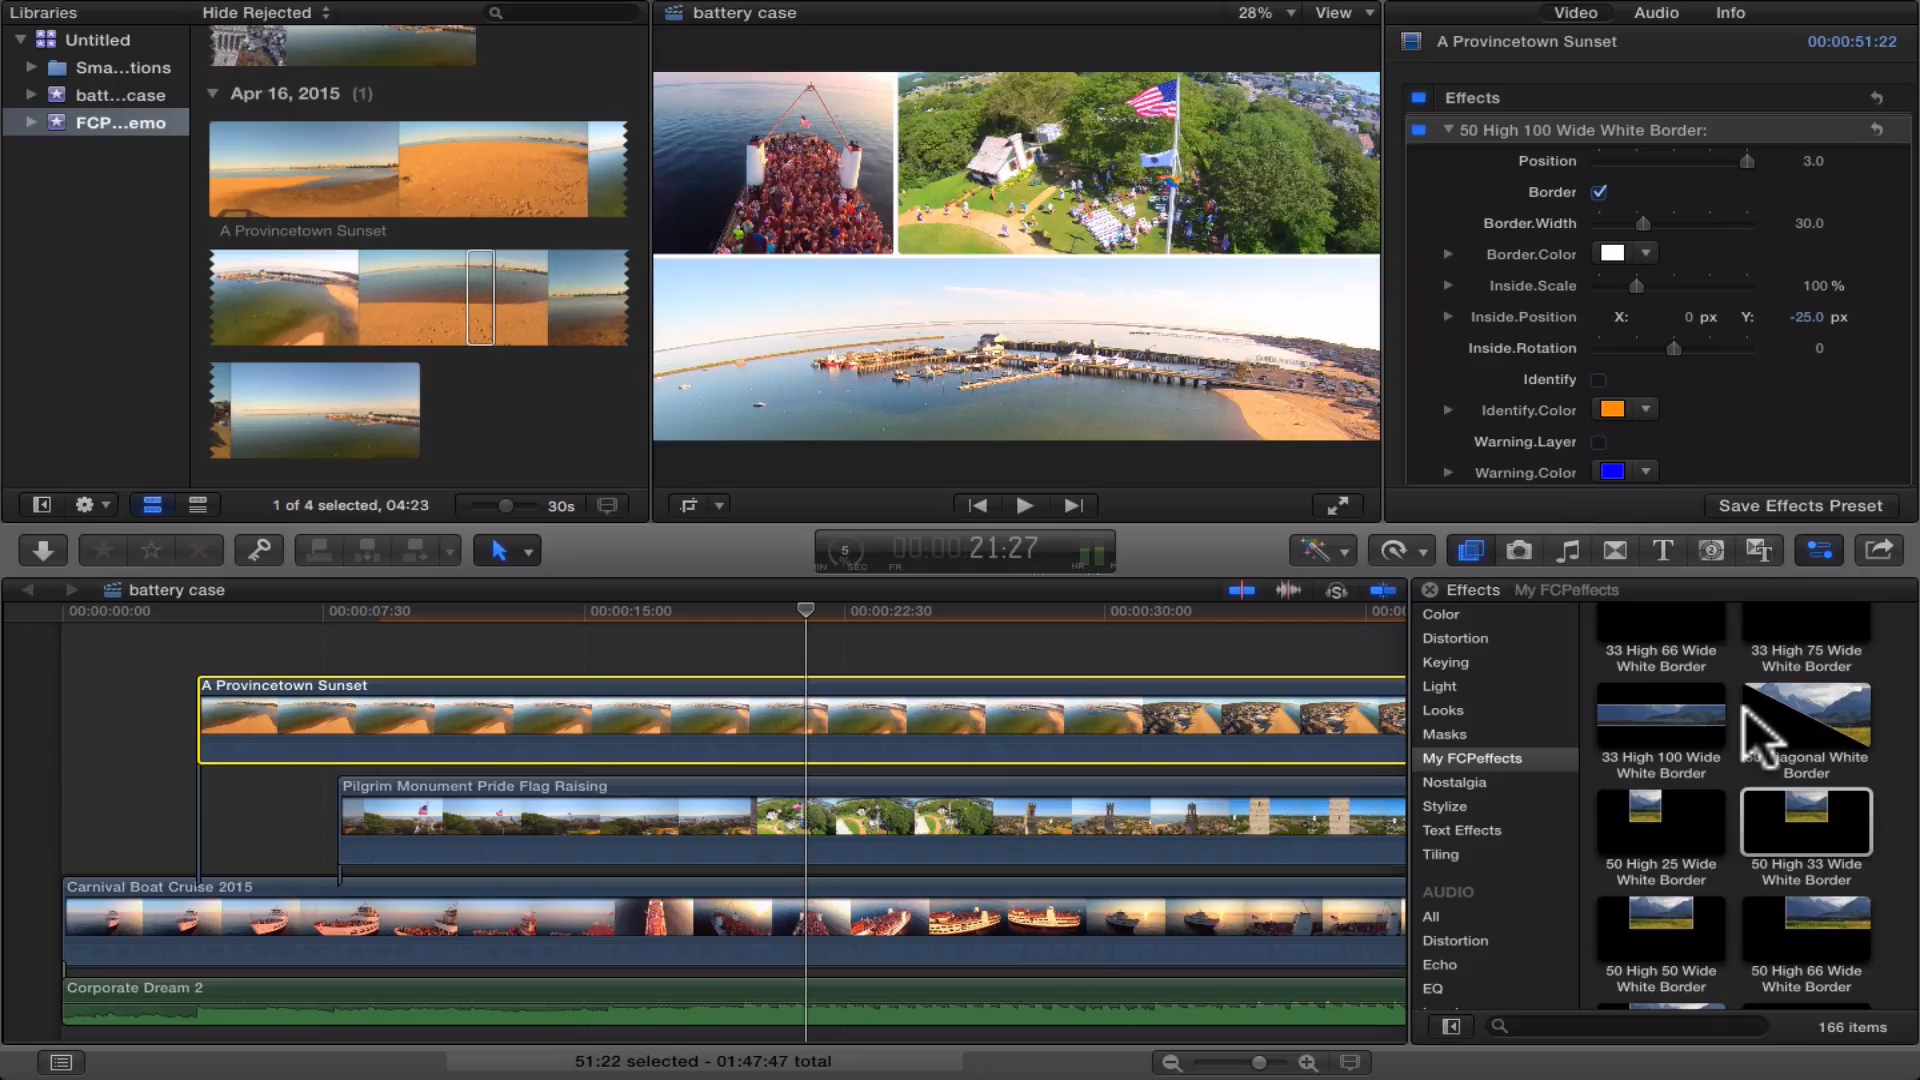 Libraries
Hide Rejected
battery case
28%
View
Video
Audio
Info
Untitled
Sma...tions
batt...case
FCP...emo
Apr 16, 2015 (1)
A Provincetown Sunset
1 of 4 selected, 04:23
30s
A Provincetown Sunset
00:00:51:22
Effects
50 High 100 Wide White Border:
Position
3.0
Border
Border.Width
30.0
Border.Color
Inside.Scale
100 %
Inside.Position
X: 0 px Y: -25.0 px
Inside.Rotation
0
Identify
Identify.Color
Warning.Layer
Warning.Color
Save Effects Preset
5
00:00:21:27
SEC
FR
HR
battery case
00:00:00:00
00:00:07:30
00:00:15:00
00:00:22:30
00:00:30:00
A Provincetown Sunset
Pilgrim Monument Pride Flag Raising
Carnival Boat Cruise 2015
Corporate Dream 2
51:22 selected - 01:47:47 total
Effects
My FCPeffects
Color
Distortion
Keying
Light
Looks
Masks
My FCPeffects
Nostalgia
Stylize
Text Effects
Tiling
AUDIO
All
Distortion
Echo
EQ
33 High 66 Wide
White Border
33 High 75 Wide
White Border
33 High 100 Wide
White Border
agonal White
Border
50 High 25 Wide
White Border
50 High 33 Wide
White Border
50 High 50 Wide
White Border
50 High 66 Wide
White Border
166 items